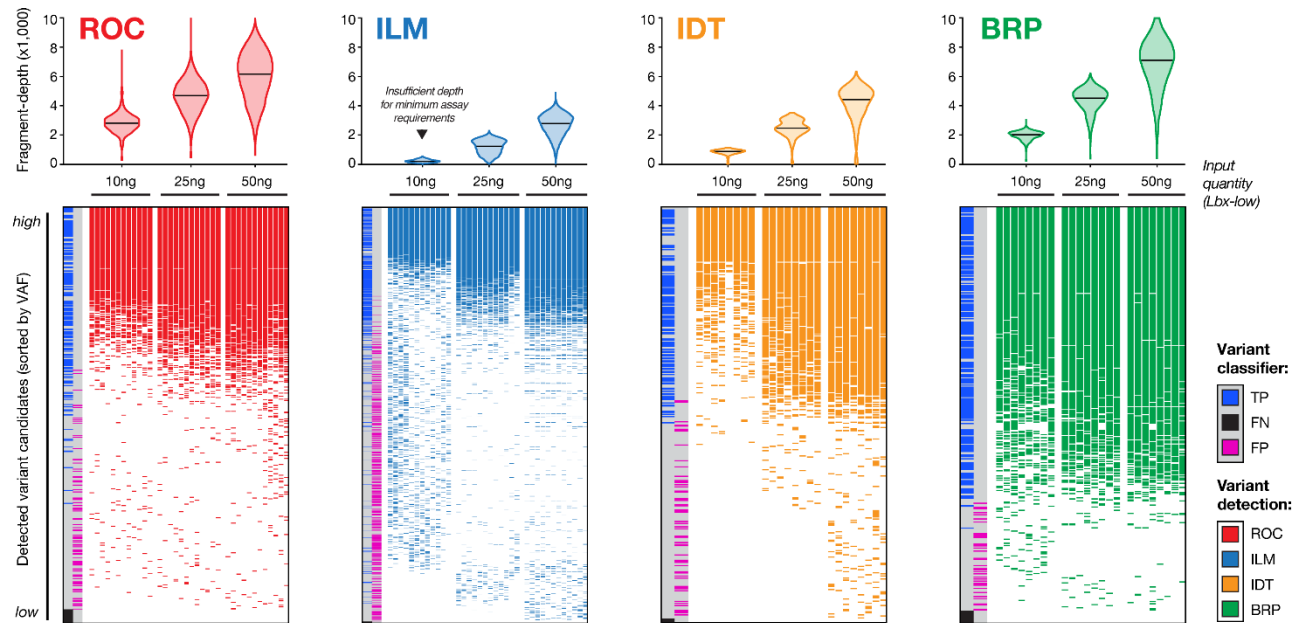 ROC
ILM
IDT
BRP
Fragment-depth (x1,000)
10
8
6
4
2
0
10
8
6
4
2
0
10
8
6
4
2
0
10
8
6
4
2
0
Insufficient depth
for minimum assay
requirements
10ng 25ng 50ng
10ng 25ng 50ng
10ng 25ng 50ng
10ng 25ng 50ng
Input
quantity
(Lbx-low)
high
Detected variant candidates (sorted by VAF)
low
Variant
classifier:
TP
FN
FP
Variant
detection:
ROC
ILM
IDT
BRP